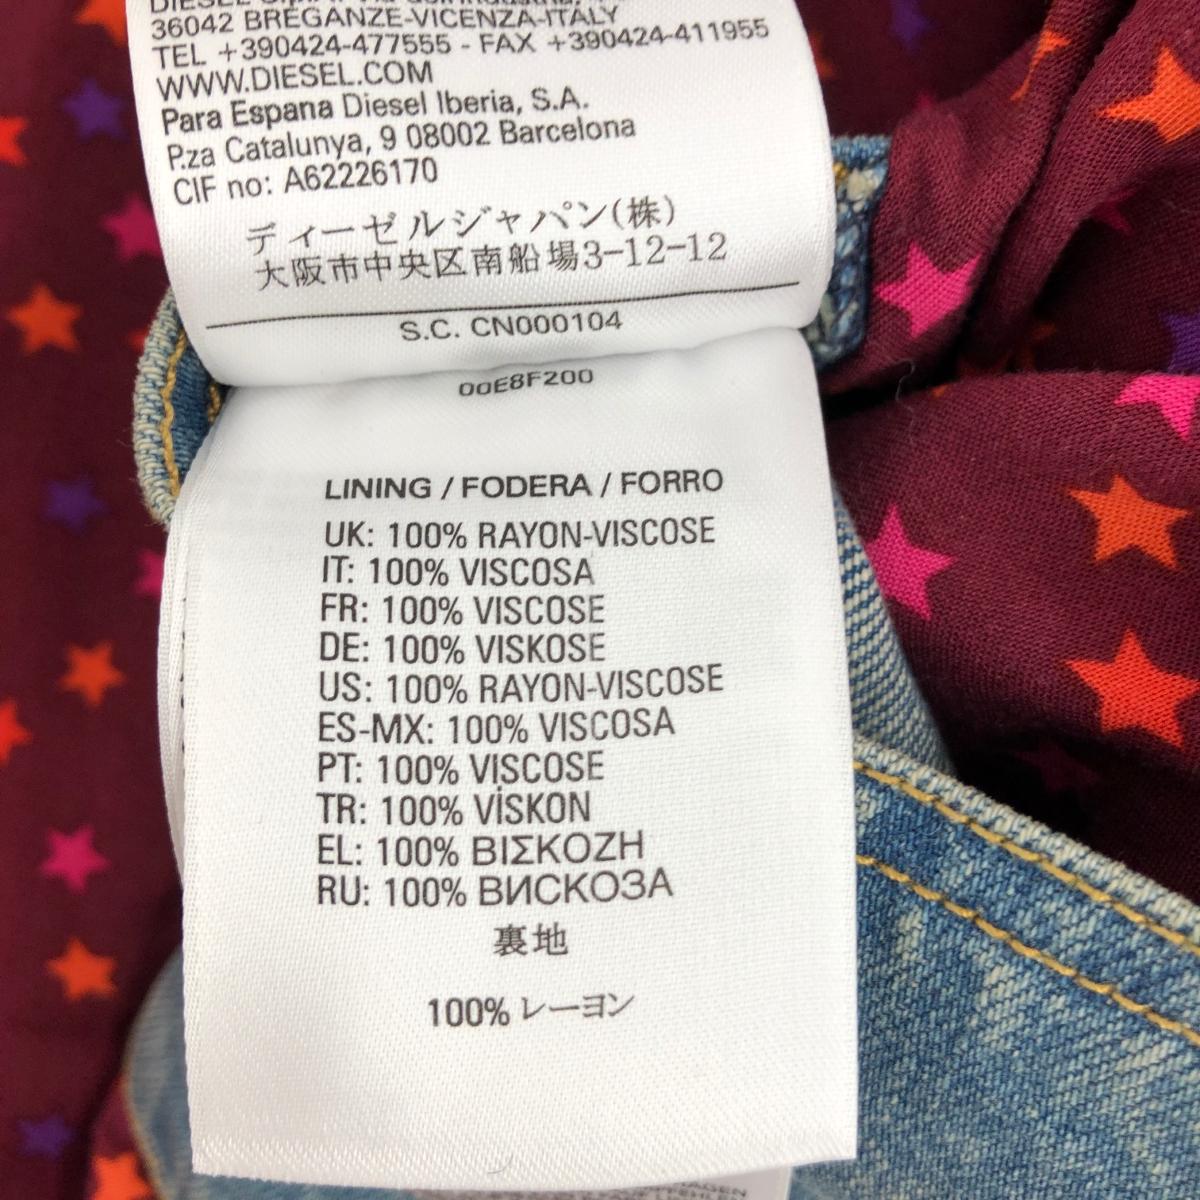 DIESEL
36042 BREGANZE-VICENZA-ITALY
TEL +390424-477555 - FAX +390424-411955
WWW.DIESEL.COM
Para Espana Diesel Iberia, S.A.
P.za Catalunya, 9 08002 Barcelona
CIF no: A62226170
ディーゼルジャパン(株)
大阪市中央区南船場3-12-12
S.C. CN000104
00E8F200
LINING / FODERA / FORRO
UK: 100% RAYON-VISCOSE
IT: 100% VISCOSA
FR: 100% VISCOSE
DE: 100% VISKOSE
US: 100% RAYON-VISCOSE
ES-MX: 100% VISCOSA
PT: 100% VISCOSE
TR: 100% VİSKON
EL: 100% ΒΙΣΚΟΖΗ
RU: 100% ВИСКОЗА
裏地
100% レーヨン